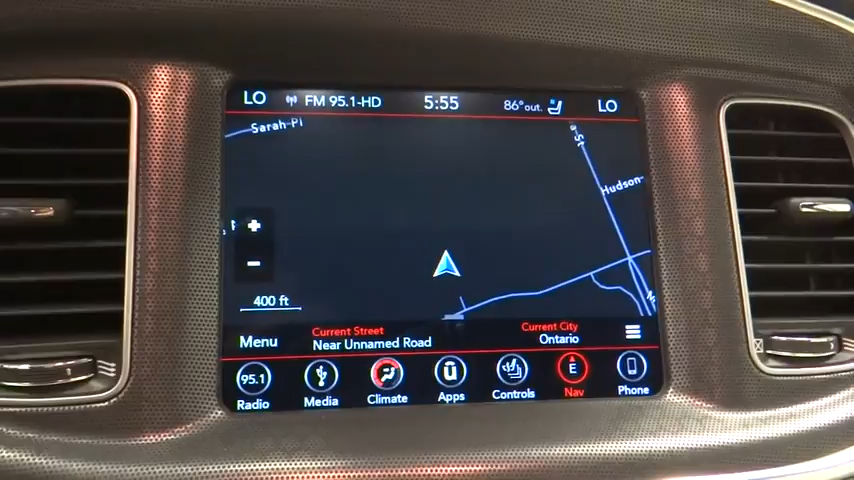 LO FM 95.1-HD 5:55 86° out. LO
Sarah-Pl
St
Hudson
+
-
400 ft
Menu
Current Street
Near Unnamed Road
Current City
Ontario
95.1
E
Radio Media Climate Apps Controls Nav Phone